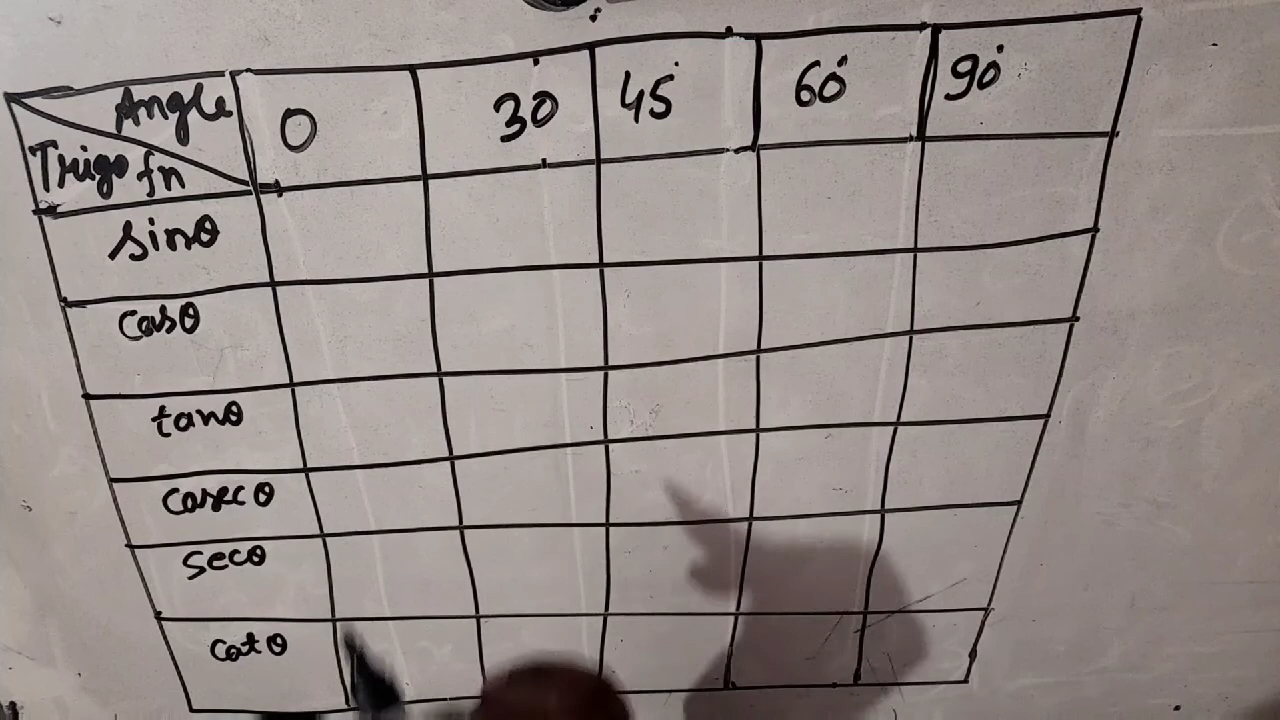 Angle
Trigo fn
0 30° 45° 60° 90°
sinθ
cosθ
tanθ
cosecθ
secθ
cotθ